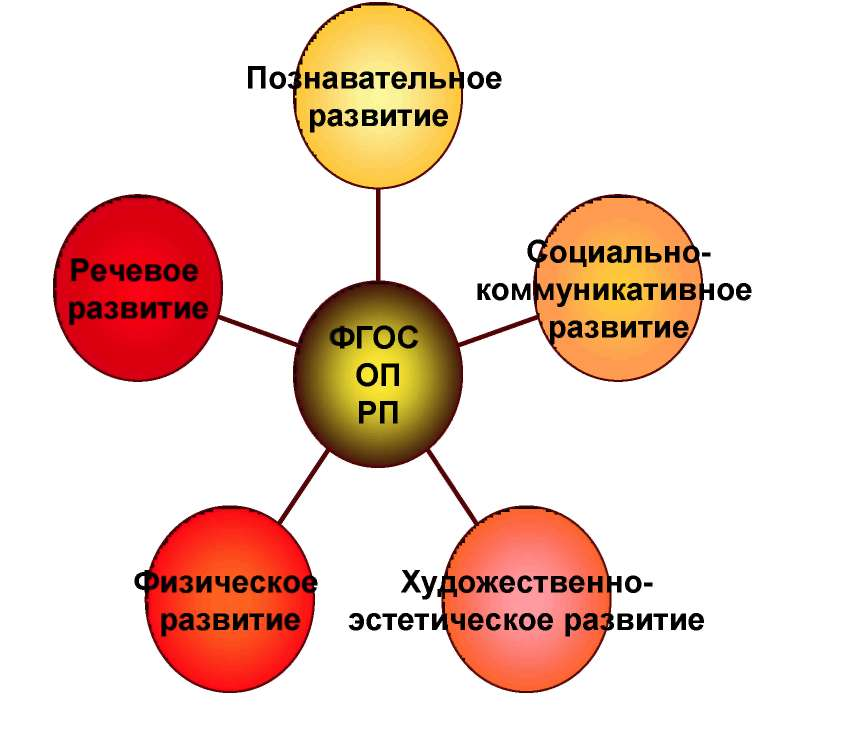 Познавательное
развитие
Социально-
коммуникативное
развитие
Речевое
развитие
ФГОС
ОП
РП
Физическое
развитие
Художественно-
эстетическое развитие